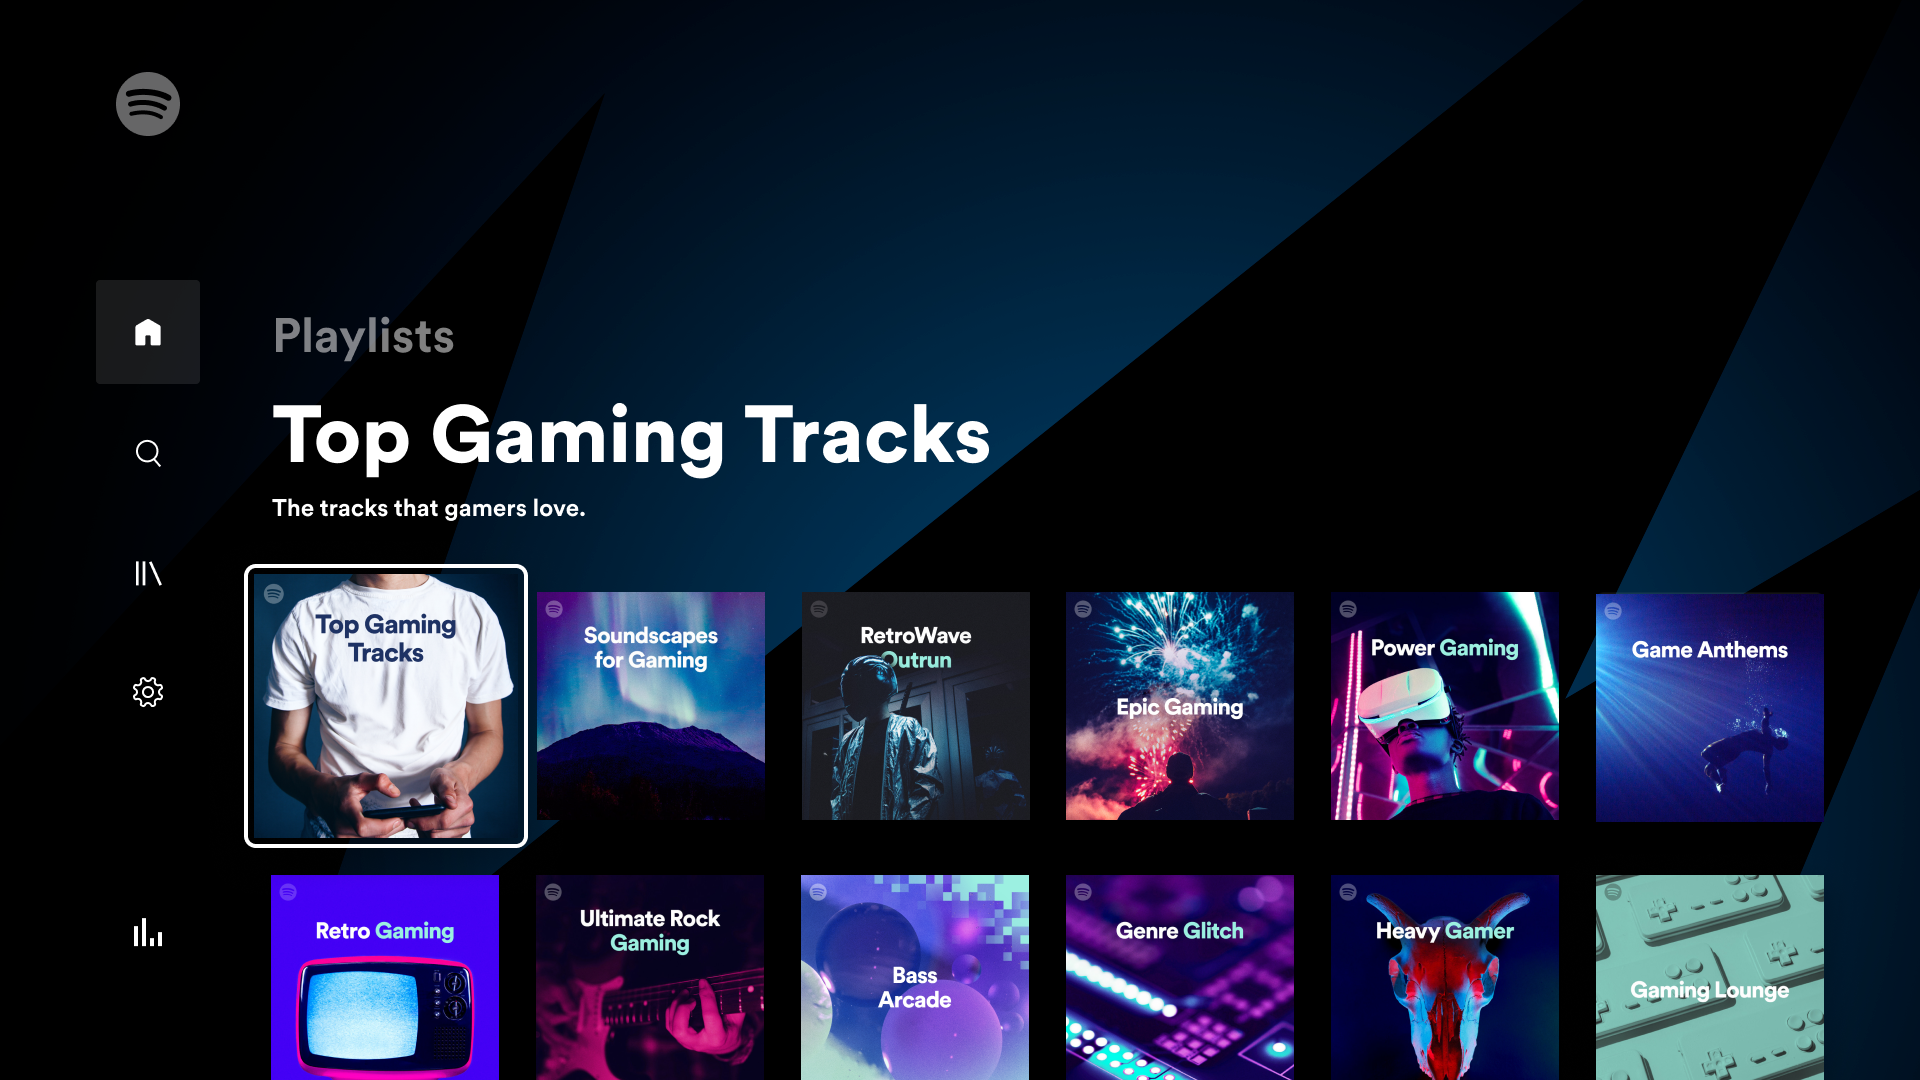 Playlists
Top Gaming Tracks
The tracks that gamers love.
Top Gaming
Tracks
Soundscapes
for Gaming
RetroWave
Outrun
Epic Gaming
Power Gaming
Game Anthems
Retro Gaming
Ultimate Rock
Gaming
Bass
Arcade
Genre Glitch
Heavy Gamer
Gaming Lounge